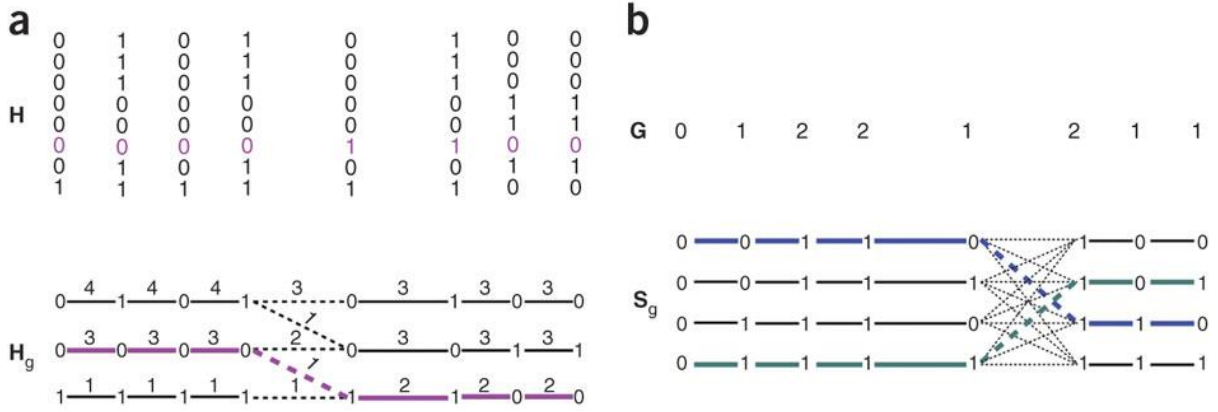 a
H
0 1 0 1 0 1 0 0
0 1 0 1 0 1 0 0
0 1 0 1 0 1 0 0
0 0 0 0 0 0 1 1
0 0 0 0 0 0 1 1
0 0 0 0 1 1 0 0
0 1 0 1 0 0 1 1
1 1 1 1 1 1 0 0
Hg
4 4 4 3 3 3 3
0 1 0 1 0 1 0 0
1
3 3 3 2 3 3 3
0 0 0 0 0 0 1 1
1
1 1 1 1 2 2 2
1 1 1 1 1 1 0 0
b
G 0 1 2 2 1 2 1 1
Sg
0 0 1 1 0 1 0 0
0 0 1 1 1 1 0 1
0 1 1 1 0 1 1 0
0 1 1 1 1 1 1 1